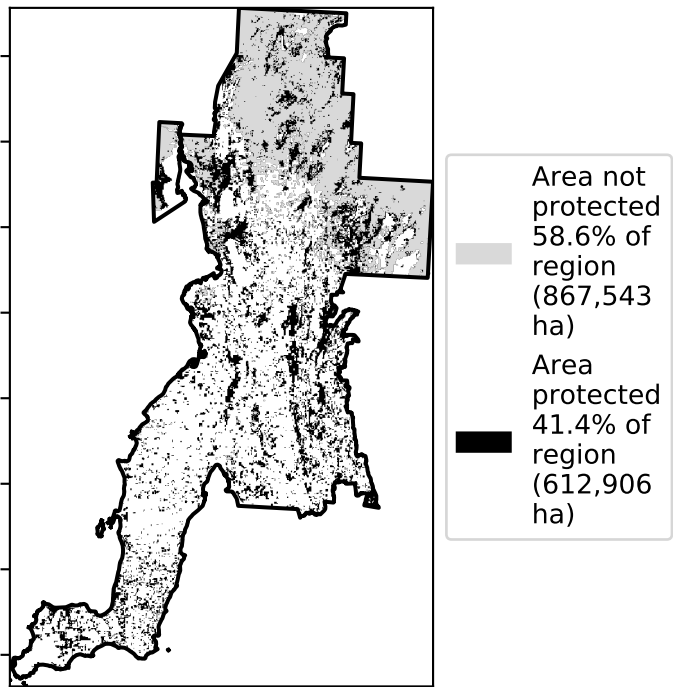 Area not
protected
58.6% of
region
(867,543
ha)
Area
protected
41.4% of
region
(612,906
ha)